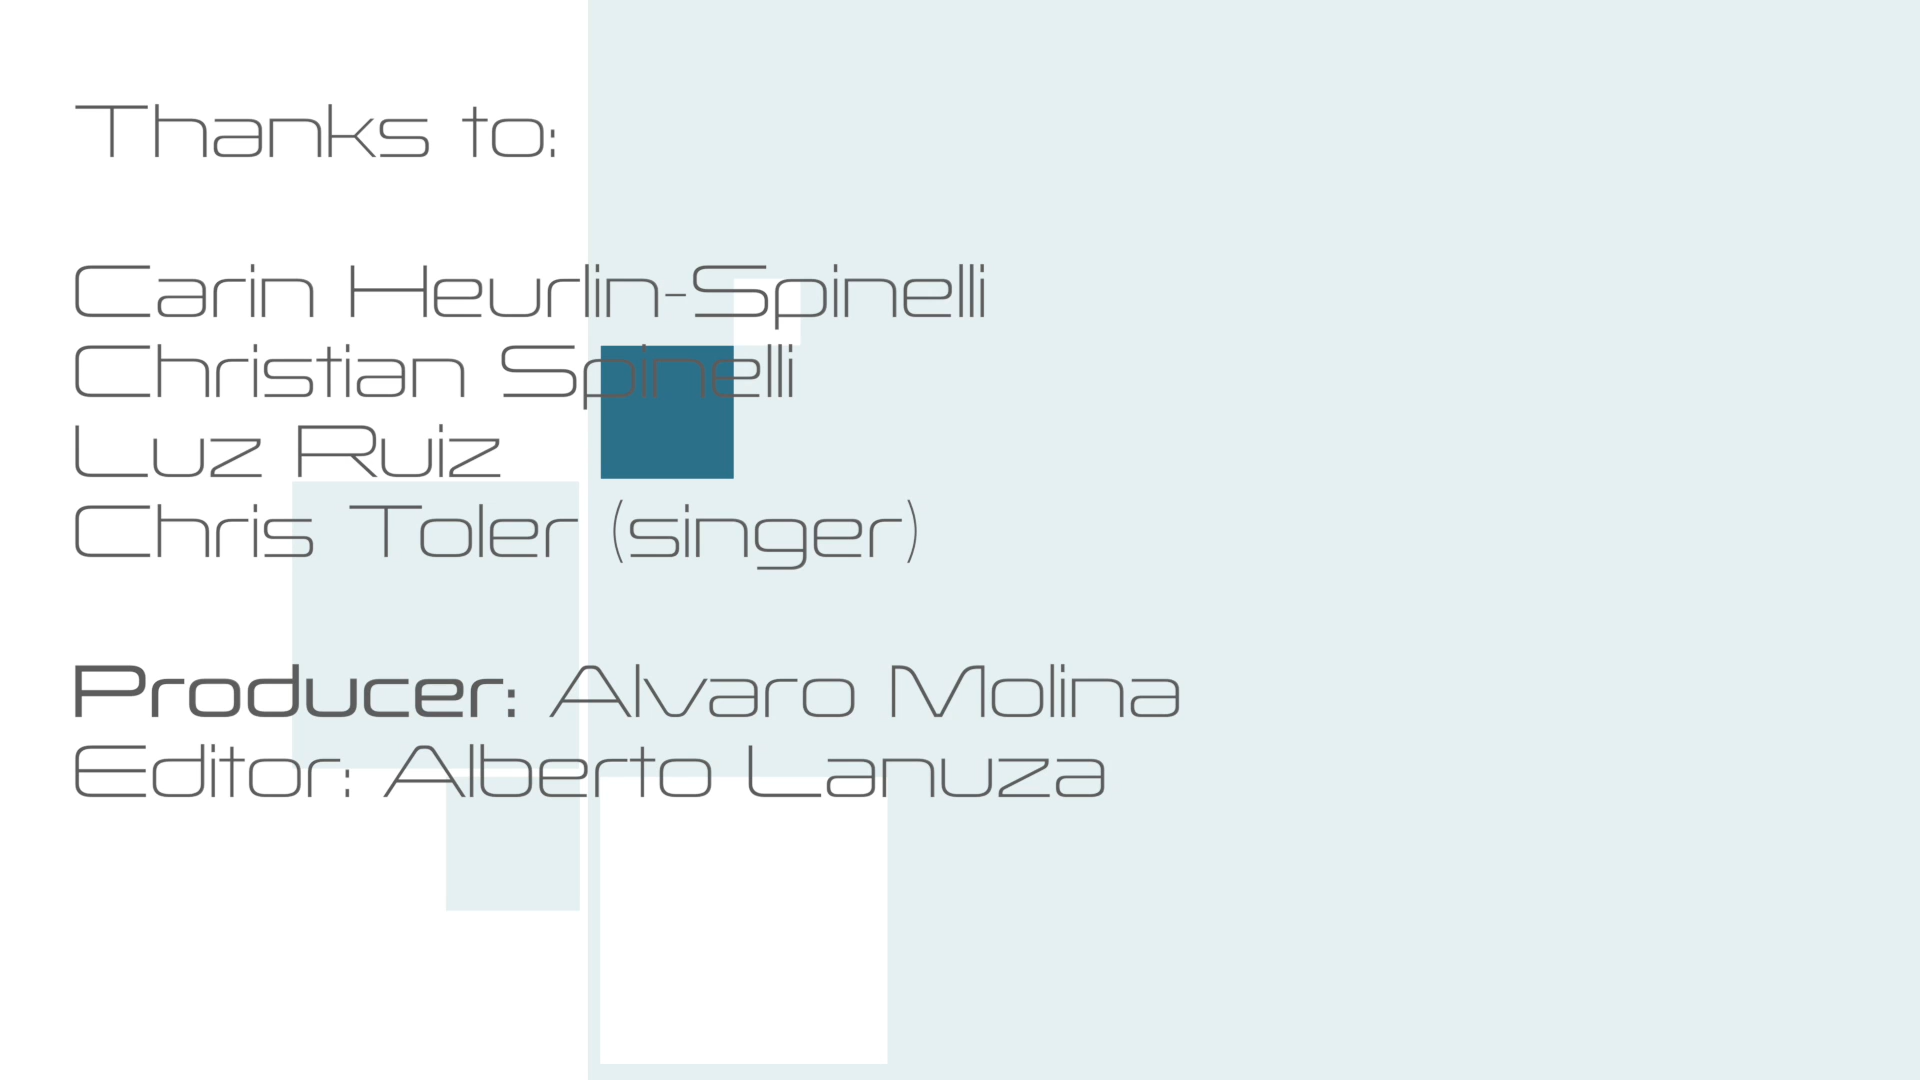 Thanks to:
Carin Heurlin-Spinelli
Christian Spinelli
Luz Ruiz
Chris Toler (singer)
Producer: Alvaro Molina
Editor: Alberto Lanuza